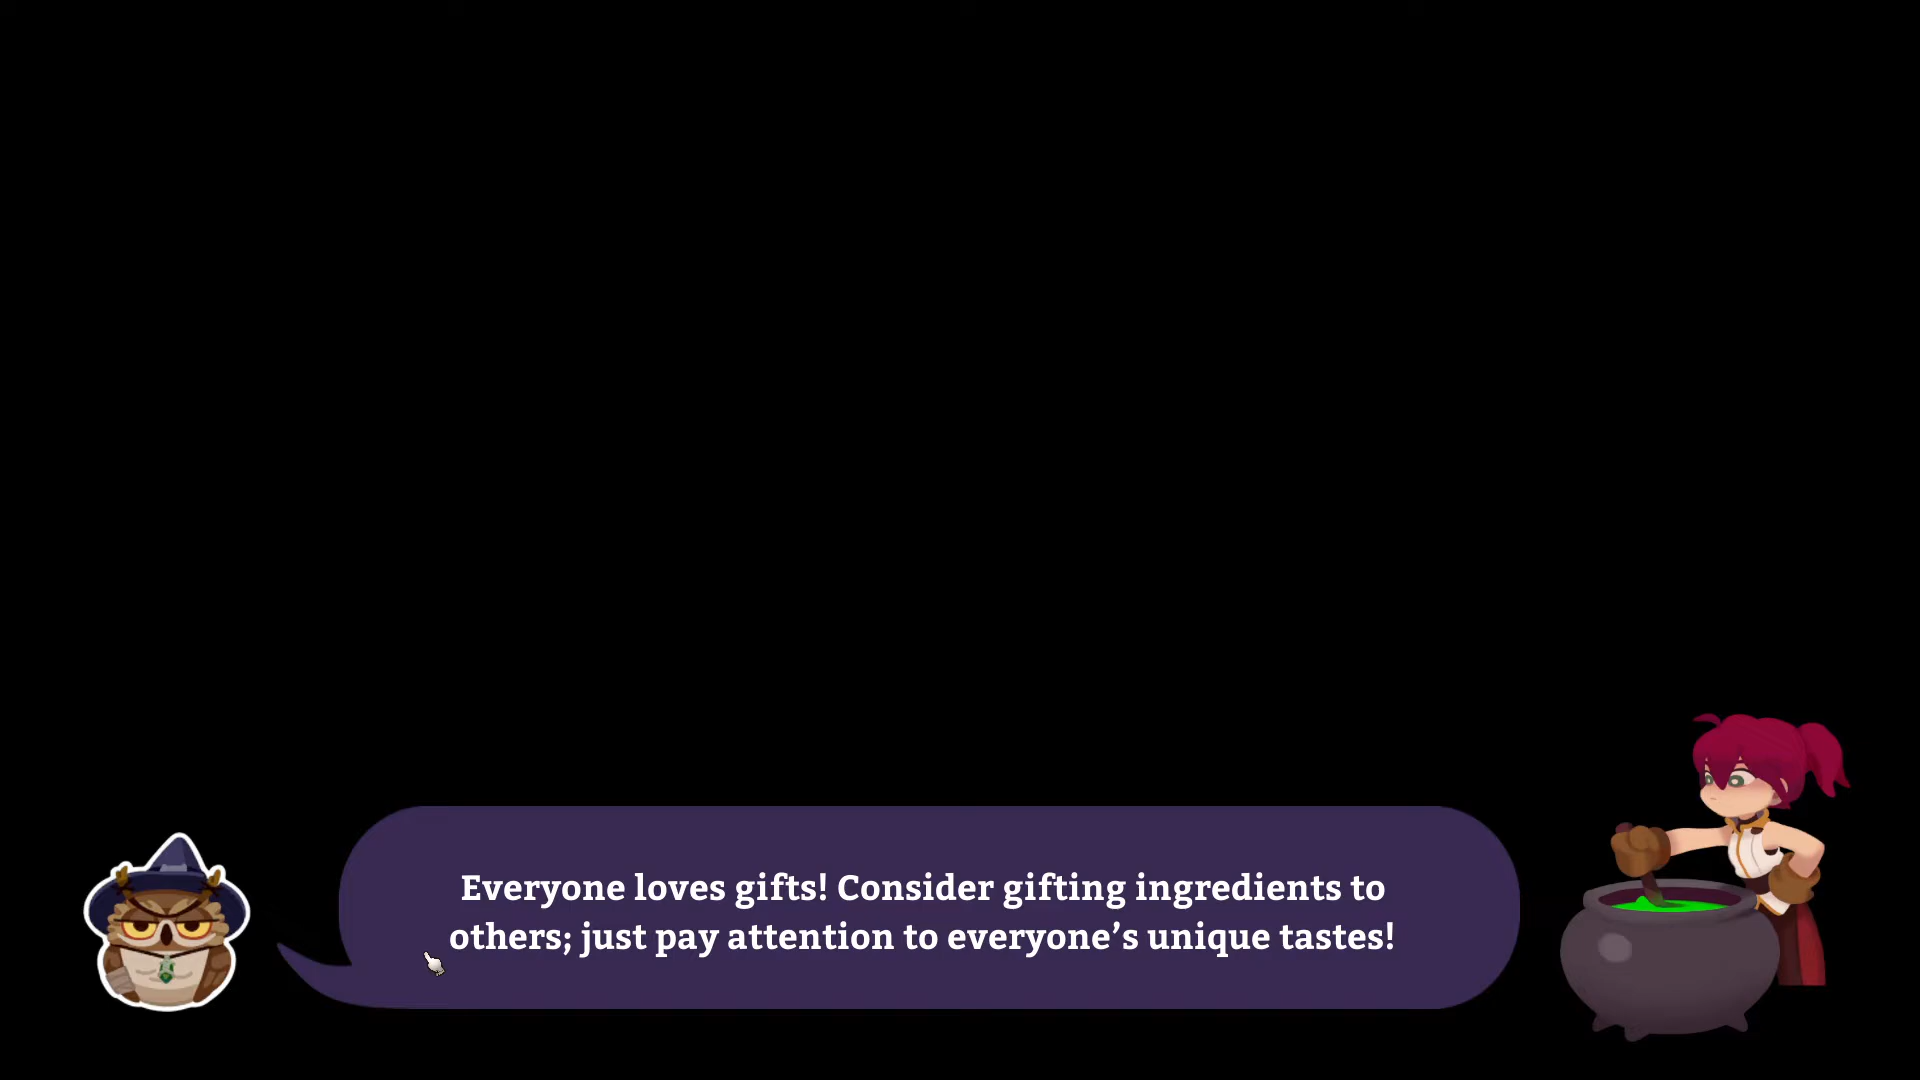 Everyone loves gifts! Consider gifting ingredients to
others; just pay attention to everyone’s unique tastes!